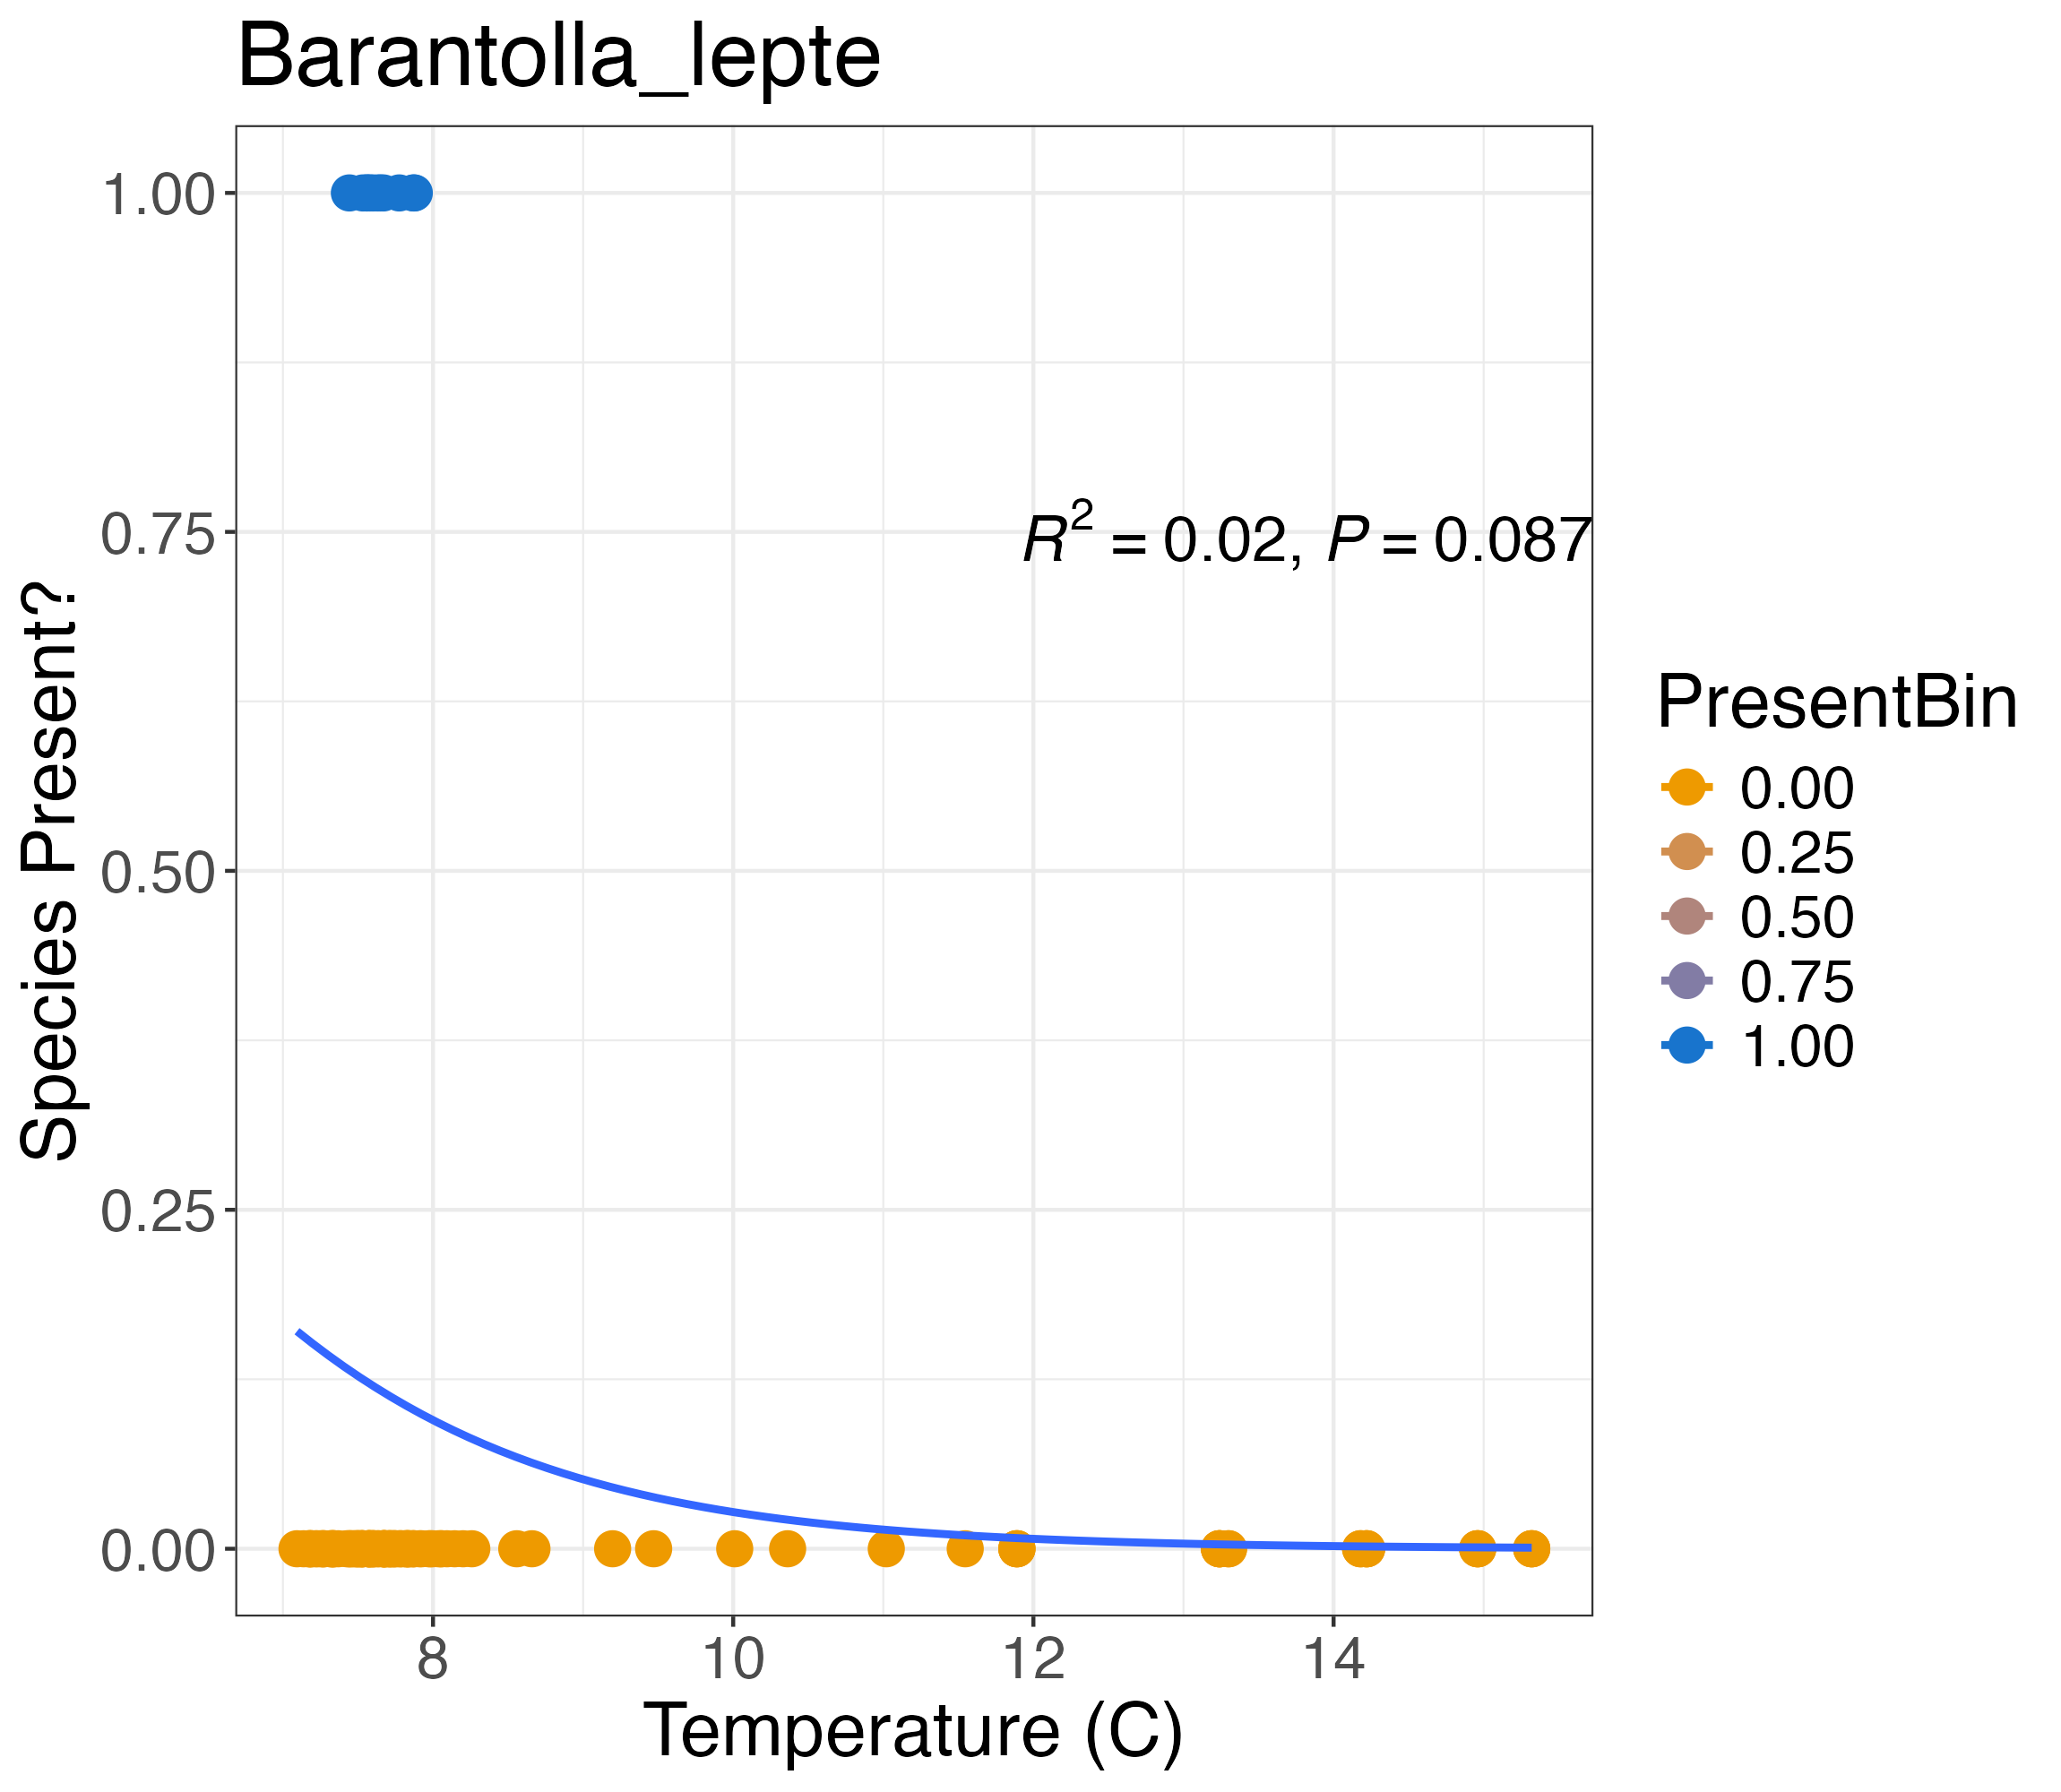 Barantolla_lepte
1.00
0.75
0.50
0.25
0.00
Species Present?
R² = 0.02, P = 0.087
8 10 12 14
Temperature (C)
PresentBin
0.00
0.25
0.50
0.75
1.00